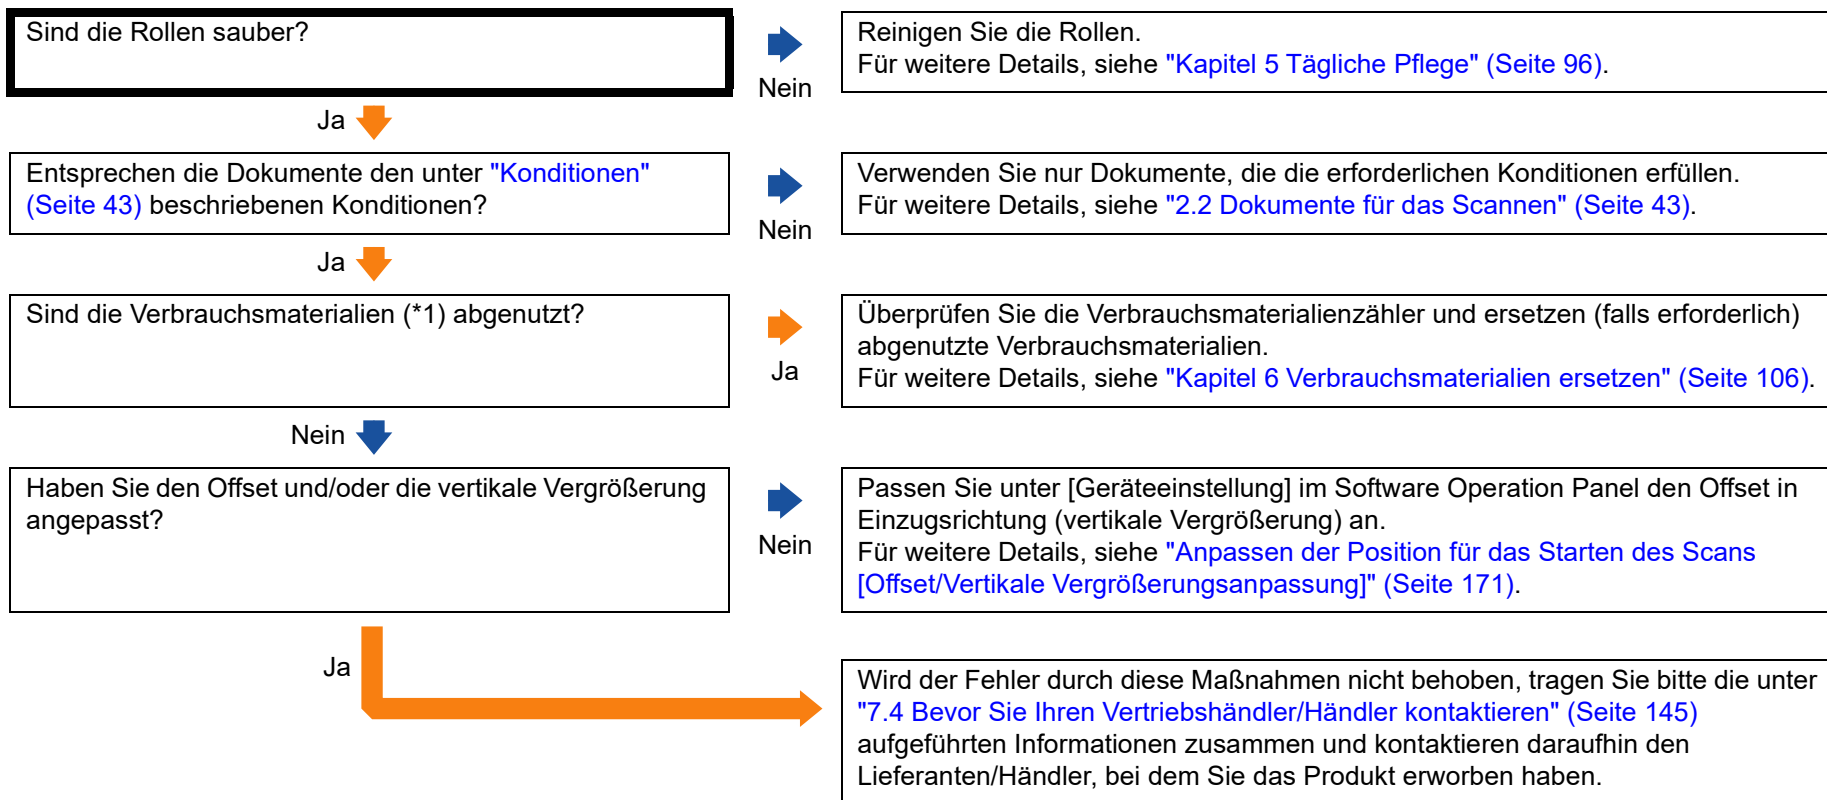 Sind die Rollen sauber?
Nein
Reinigen Sie die Rollen.
Für weitere Details, siehe "Kapitel 5 Tägliche Pflege" (Seite 96).
Ja
Entsprechen die Dokumente den unter "Konditionen"
(Seite 43) beschriebenen Konditionen?
Nein
Verwenden Sie nur Dokumente, die die erforderlichen Konditionen erfüllen.
Für weitere Details, siehe "2.2 Dokumente für das Scannen" (Seite 43).
Ja
Sind die Verbrauchsmaterialien (*1) abgenutzt?
Ja
Überprüfen Sie die Verbrauchsmaterialienzähler und ersetzen (falls erforderlich)
abgenutzte Verbrauchsmaterialien.
Für weitere Details, siehe "Kapitel 6 Verbrauchsmaterialien ersetzen" (Seite 106).
Nein
Haben Sie den Offset und/oder die vertikale Vergrößerung
angepasst?
Nein
Passen Sie unter [Geräteeinstellung] im Software Operation Panel den Offset in
Einzugsrichtung (vertikale Vergrößerung) an.
Für weitere Details, siehe "Anpassen der Position für das Starten des Scans
[Offset/Vertikale Vergrößerungsanpassung]" (Seite 171).
Ja
Wird der Fehler durch diese Maßnahmen nicht behoben, tragen Sie bitte die unter
"7.4 Bevor Sie Ihren Vertriebshändler/Händler kontaktieren" (Seite 145)
aufgeführten Informationen zusammen und kontaktieren daraufhin den
Lieferanten/Händler, bei dem Sie das Produkt erworben haben.